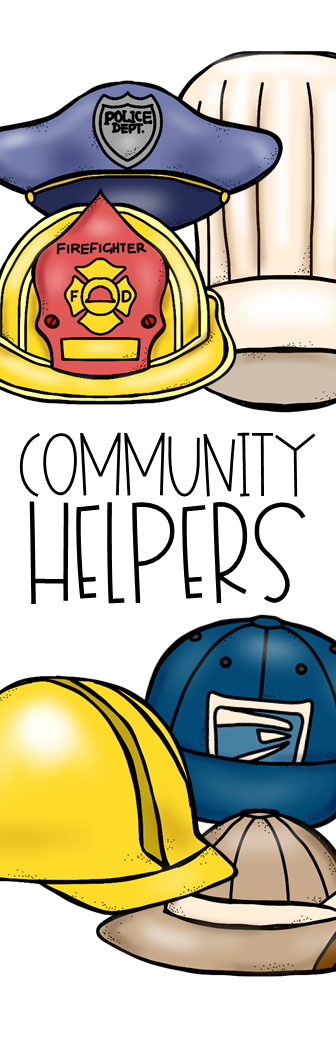 POLICE
DEPT.
FIREFIGHTER
F D
COMMUNITY
HELPERS